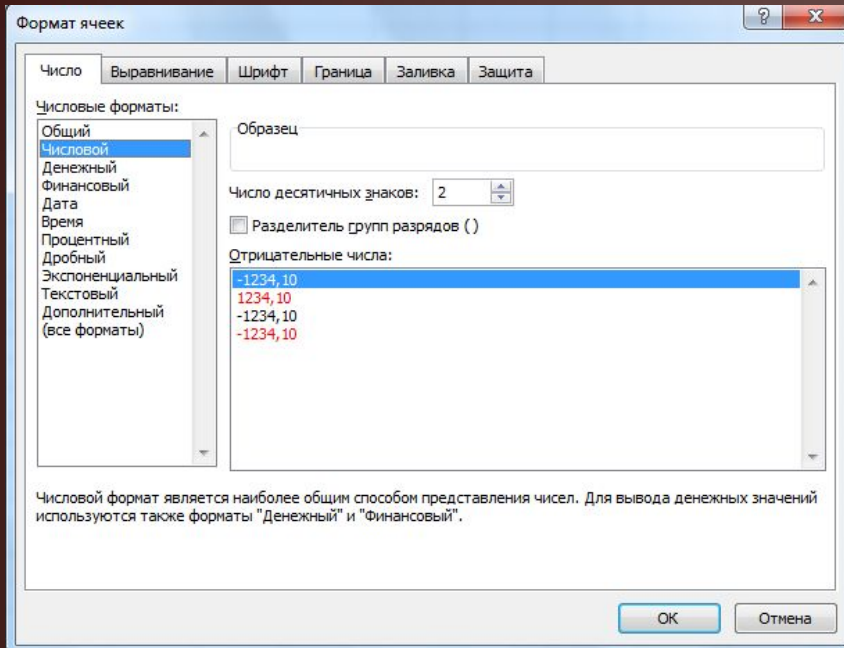 Формат ячеек
Число Выравнивание Шрифт Граница Заливка Защита
Числовые форматы:
Общий
Числовой
Денежный
Финансовый
Дата
Время
Процентный
Дробный
Экспоненциальный
Текстовый
Дополнительный
(все форматы)
Образец
Число десятичных знаков: 2
Разделитель групп разрядов ( )
Отрицательные числа:
-1234,10
1234,10
-1234,10
-1234,10
Числовой формат является наиболее общим способом представления чисел. Для вывода денежных значений
используются также форматы "Денежный" и "Финансовый".
ОК Отмена